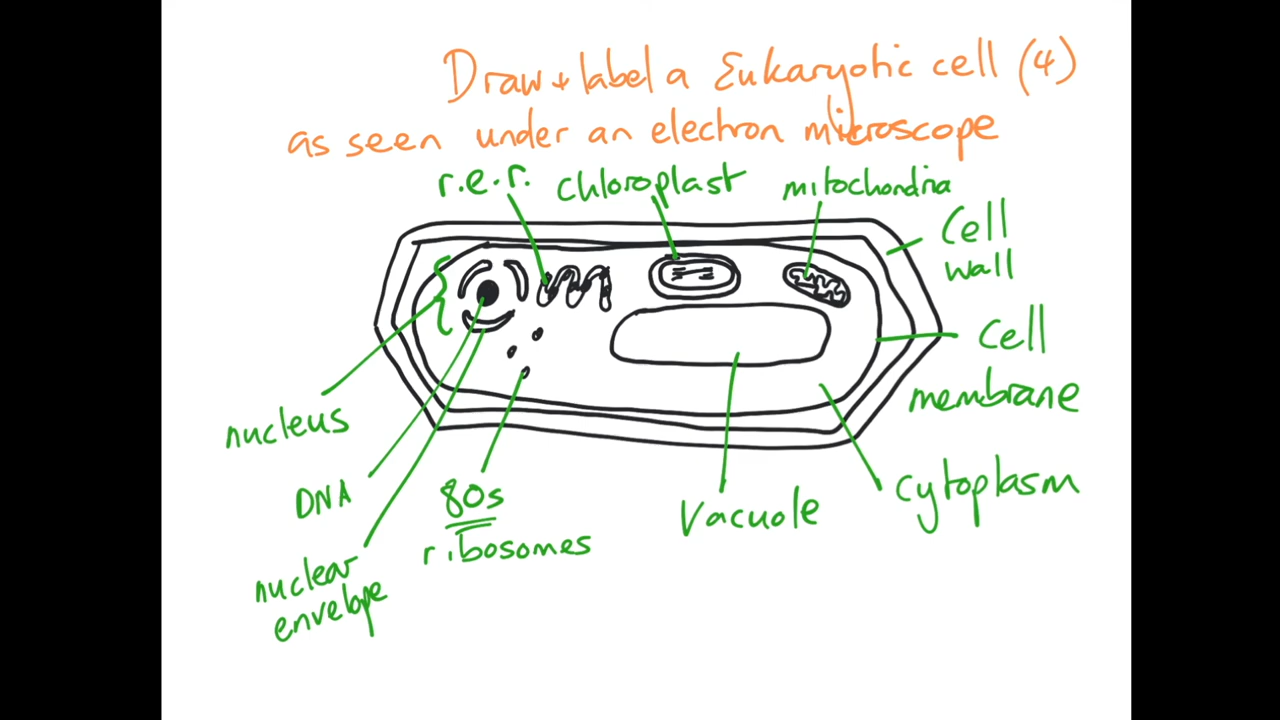 Draw + label a Eukaryotic cell (4)
as seen under an electron microscope
r.e.r.
chloroplast
mitochondria
Cell
wall
Cell
membrane
nucleus
DNA
80s
ribosomes
Vacuole
cytoplasm
nuclear
envelope